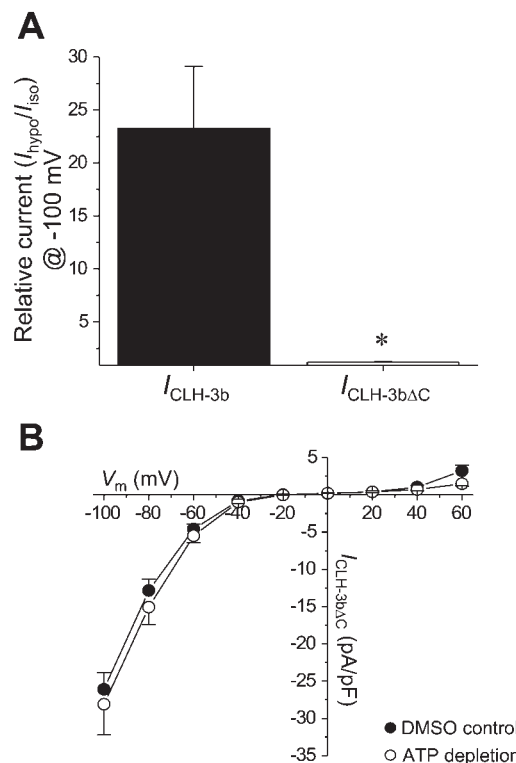 A
Relative current (Ihypo/Iiso)
@ -100 mV
30
25
20
15
10
5
*
ICLH-3b
ICLH-3bΔC
B
Vm (mV)
5
-100 -80 -60 -40 -20 0 20 40 60
-5
-10
-15
-20
-25
-30
-35
ICLH-3bΔC (pA/pF)
DMSO control
ATP depletion